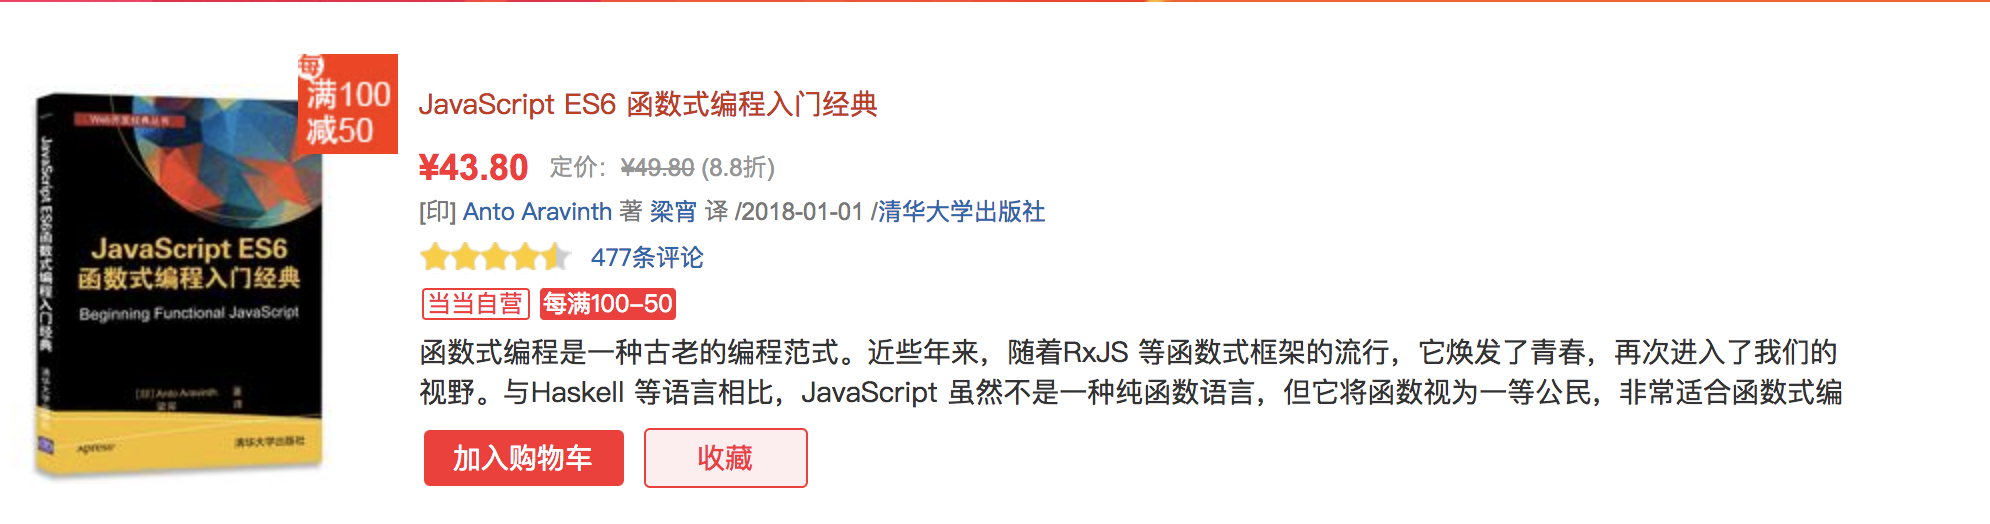 每
满100
减50
Web开发经典丛书
JavaScript ES6函数式编程入门经典
JavaScript ES6
函数式编程入门经典
Beginning Functional JavaScript
[印] Anto Aravinth 著
梁宵 译
清华大学出版社
apress
清华大学出版社
JavaScript ES6 函数式编程入门经典
¥43.80 定价：¥49.80 (8.8折)
[印] Anto Aravinth 著 梁宵 译 /2018-01-01 /清华大学出版社
477条评论
当当自营 每满100-50
函数式编程是一种古老的编程范式。近些年来，随着RxJS 等函数式框架的流行，它焕发了青春，再次进入了我们的
视野。与Haskell 等语言相比，JavaScript 虽然不是一种纯函数语言，但它将函数视为一等公民，非常适合函数式编
加入购物车 收藏